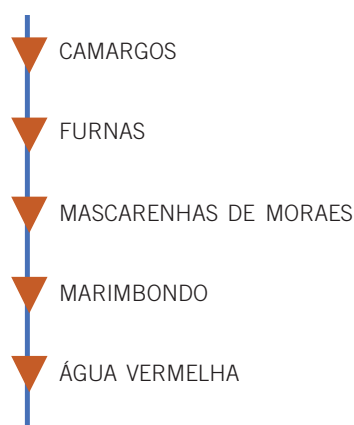 CAMARGOS
FURNAS
MASCARENHAS DE MORAES
MARIMBONDO
ÁGUA VERMELHA